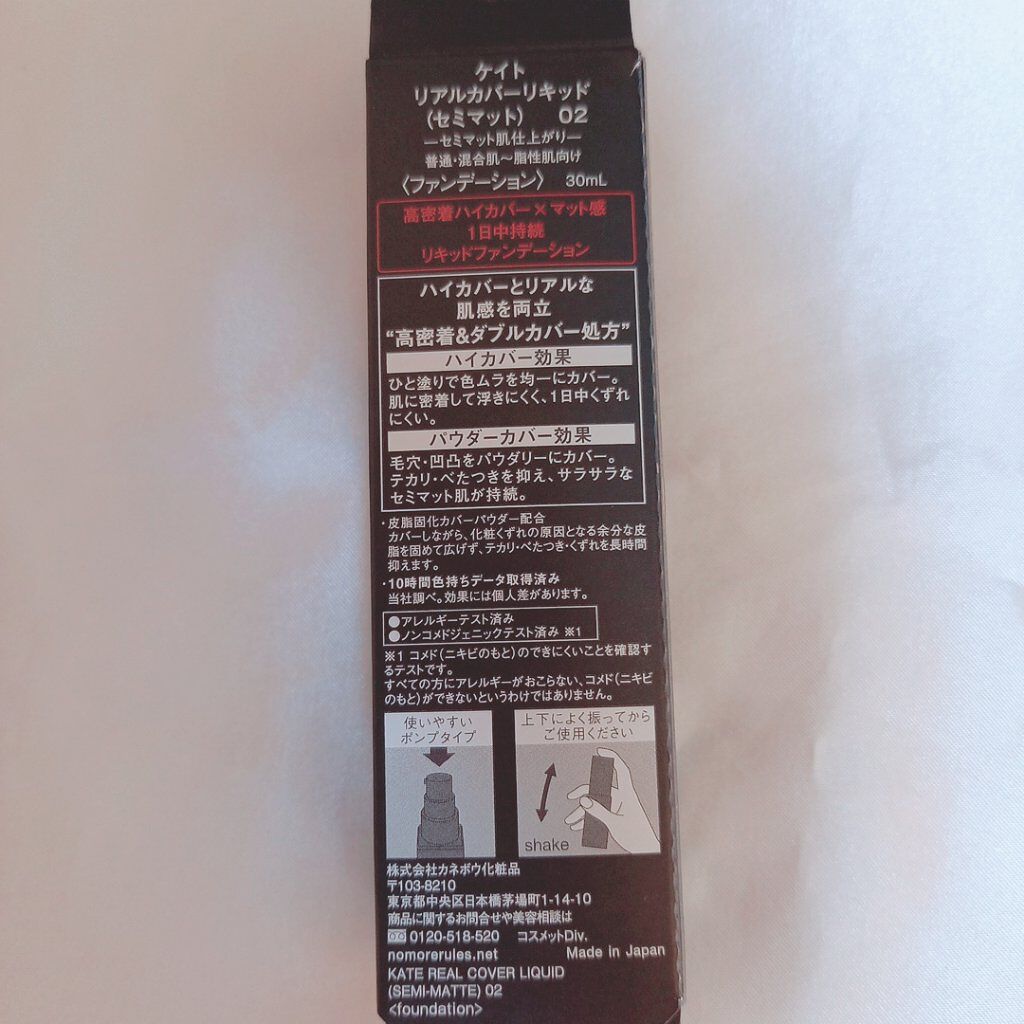 ケイト
リアルカバーリキッド
(セミマット) 02
―セミマット肌仕上がり―
普通・混合肌～脂性肌向け
〈ファンデーション〉 30mL
高密着ハイカバー×マット感
1日中持続
リキッドファンデーション
ハイカバーとリアルな
肌感を両立
“高密着&ダブルカバー処方”
ハイカバー効果
ひと塗りで色ムラを均一にカバー。
肌に密着して浮きにくく、1日中くずれ
にくい。
パウダーカバー効果
毛穴・凹凸をパウダリーにカバー。
テカリ・べたつきを抑え、サラサラな
セミマット肌が持続。
・皮脂固化カバーパウダー配合
カバーしながら、化粧くずれの原因となる余分な皮
脂を固めて広げず、テカリ・べたつき・くずれを長時間
抑えます。
・10時間色持ちデータ取得済み
当社調べ。効果には個人差があります。
●アレルギーテスト済み
●ノンコメドジェニックテスト済み ※1
※1 コメド(ニキビのもと)のできにくいことを確認す
るテストです。
すべての方にアレルギーがおこらない、コメド(ニキビ
のもと)ができないというわけではありません。
使いやすい
ポンプタイプ
上下によく振ってから
ご使用ください
shake
株式会社カネボウ化粧品
〒103-8210
東京都中央区日本橋茅場町1-14-10
商品に関するお問合せや美容相談は
0120-518-520 コスメットDiv.
nomorerules.net Made in Japan
KATE REAL COVER LIQUID
(SEMI-MATTE) 02
<foundation>